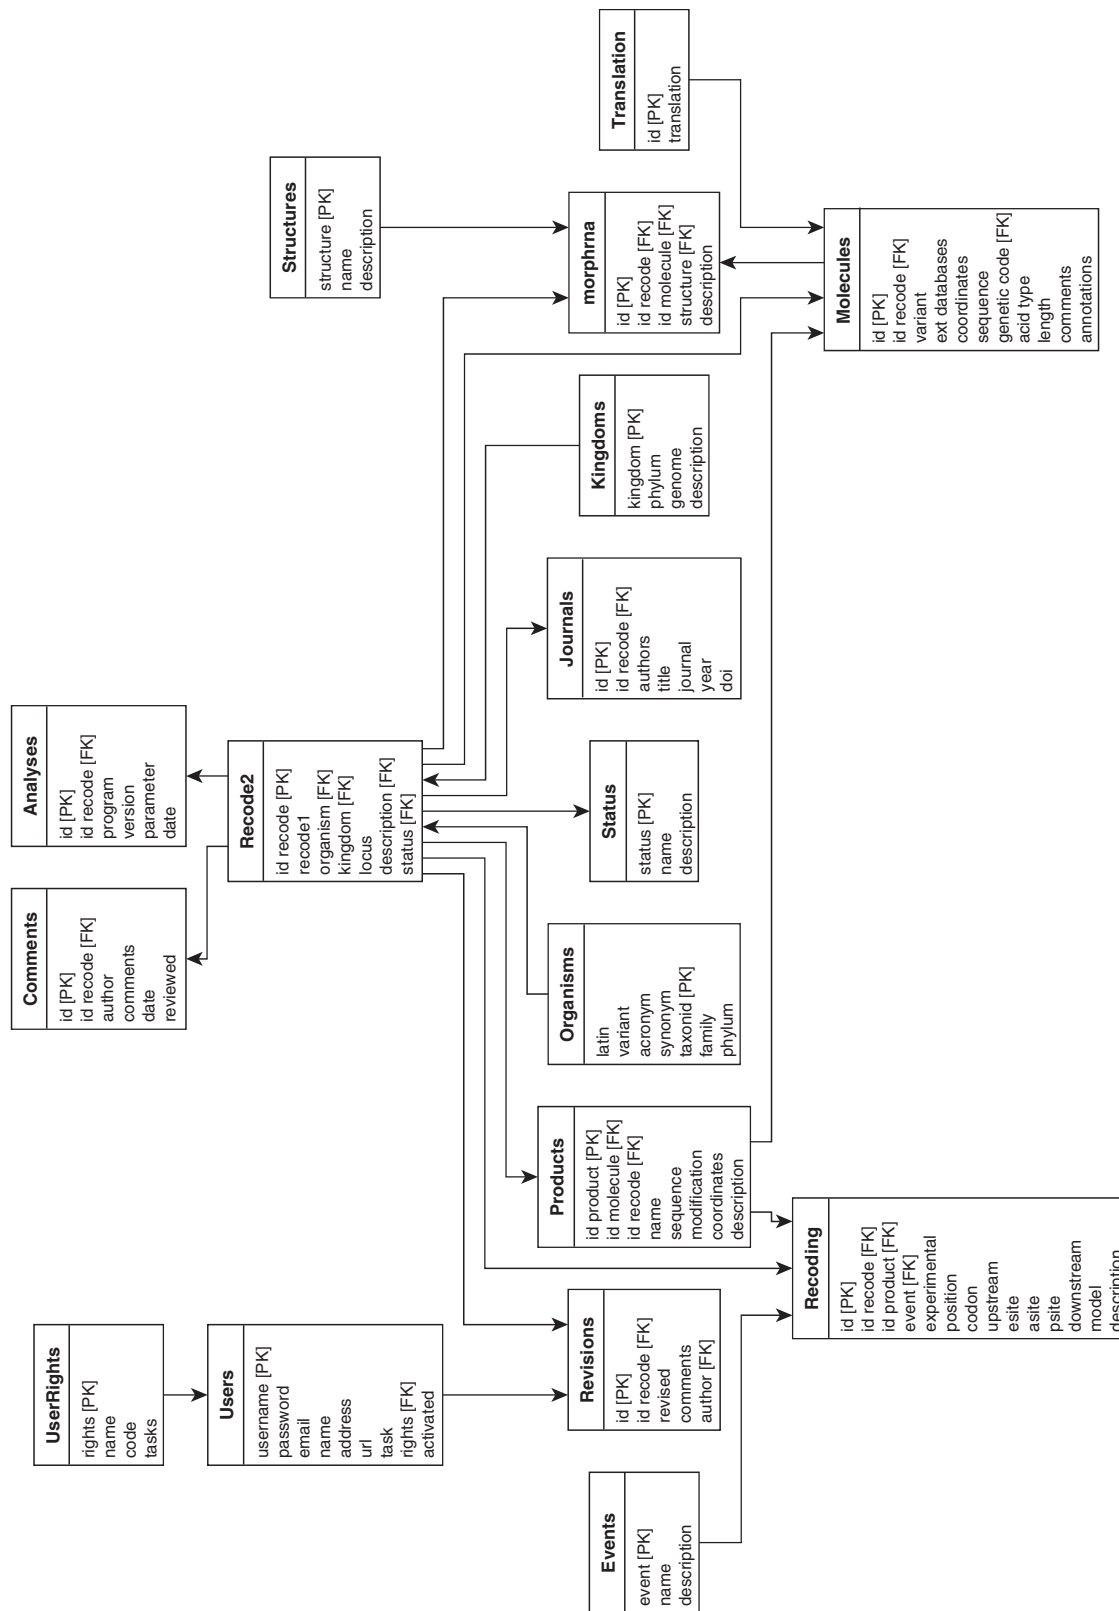 UserRights
rights [PK]
name
code
tasks
Users
username [PK]
password
email
name
address
url
task
rights [FK]
activated
Comments
id [PK]
id recode [FK]
author
comments
date
reviewed
Analyses
id [PK]
id recode [FK]
program
version
parameter
date
Recode2
id recode [PK]
recode1
organism [FK]
kingdom [FK]
locus
description [FK]
status [FK]
Structures
structure [PK]
name
description
Events
event [PK]
name
description
Revisions
id [PK]
id recode [FK]
revised
comments
author [FK]
Products
id product [PK]
id molecule [FK]
id recode [FK]
name
sequence
modification
coordinates
description
Organisms
latin
variant
acronym
synonym
taxonid [PK]
family
phylum
Status
status [PK]
name
description
Journals
id [PK]
id recode [FK]
authors
title
journal
year
doi
Kingdoms
kingdom [PK]
phylum
genome
description
morphrna
id [PK]
id recode [FK]
id molecule [FK]
structure [FK]
description
Translation
id [PK]
translation
Recoding
id [PK]
id recode [FK]
id product [FK]
event [FK]
experimental
position
codon
upstream
esite
asite
psite
downstream
model
description
Molecules
id [PK]
id recode [FK]
variant
ext databases
coordinates
sequence
genetic code [FK]
acid type
length
comments
annotations